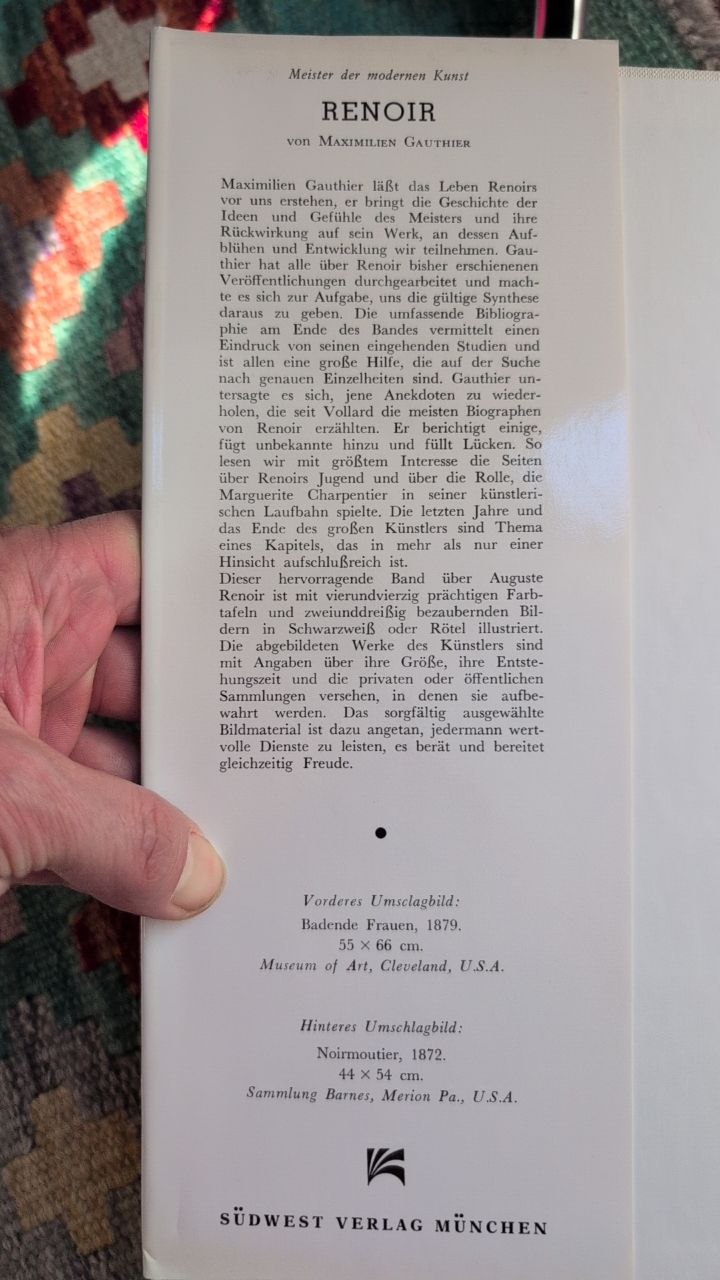 Meister der modernen Kunst
RENOIR
von Maximilien Gauthier
Maximilien Gauthier läßt das Leben Renoirs
vor uns erstehen, er bringt die Geschichte der
Ideen und Gefühle des Meisters und ihre
Rückwirkung auf sein Werk, an dessen Auf-
blühen und Entwicklung wir teilnehmen. Gau-
thier hat alle über Renoir bisher erschienenen
Veröffentlichungen durchgearbeitet und mach-
te es sich zur Aufgabe, uns die gültige Synthese
daraus zu geben. Die umfassende Bibliogra-
phie am Ende des Bandes vermittelt einen
Eindruck von seinen eingehenden Studien und
ist allen eine große Hilfe, die auf der Suche
nach genauen Einzelheiten sind. Gauthier un-
tersagte es sich, jene Anekdoten zu wieder-
holen, die seit Vollard die meisten Biographen
von Renoir erzählten. Er berichtigt einige,
fügt unbekannte hinzu und füllt Lücken. So
lesen wir mit größtem Interesse die Seiten
über Renoirs Jugend und über die Rolle, die
Marguerite Charpentier in seiner künstleri-
schen Laufbahn spielte. Die letzten Jahre und
das Ende des großen Künstlers sind Thema
eines Kapitels, das in mehr als nur einer
Hinsicht aufschlußreich ist.
Dieser hervorragende Band über Auguste
Renoir ist mit vierundvierzig prächtigen Farb-
tafeln und zweiunddreißig bezaubernden Bil-
dern in Schwarzweiß oder Rötel illustriert.
Die abgebildeten Werke des Künstlers sind
mit Angaben über ihre Größe, ihre Entste-
hungszeit und die privaten oder öffentlichen
Sammlungen versehen, in denen sie aufbe-
wahrt werden. Das sorgfältig ausgewählte
Bildmaterial ist dazu angetan, jedermann wert-
volle Dienste zu leisten, es berät und bereitet
gleichzeitig Freude.
Vorderes Umsclagbild:
Badende Frauen, 1879.
55 × 66 cm.
Museum of Art, Cleveland, U.S.A.
Hinteres Umschlagbild:
Noirmoutier, 1872.
44 × 54 cm.
Sammlung Barnes, Merion Pa., U.S.A.
SÜDWEST VERLAG MÜNCHEN